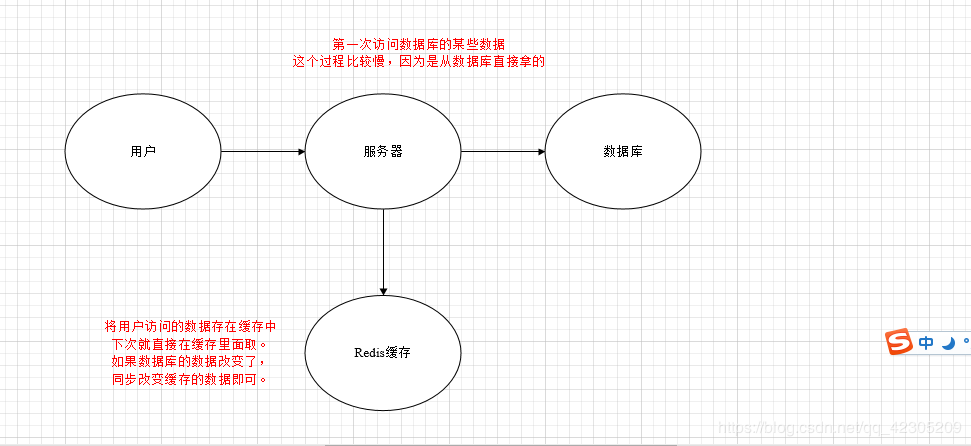 第一次访问数据库的某些数据
这个过程比较慢，因为是从数据库直接拿的
用户
服务器
数据库
将用户访问的数据存在缓存中
下次就直接在缓存里面取。
如果数据库的数据改变了，
同步改变缓存的数据即可。
Redis缓存
S中
https://blog.csdn.net/qq_42305209